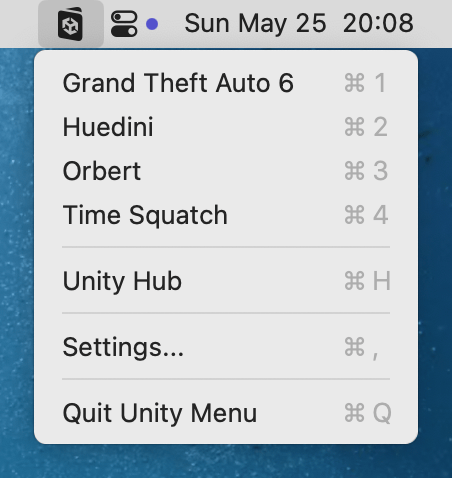 Sun May 25 20:08
Grand Theft Auto 6 ⌘ 1
Huedini ⌘ 2
Orbert ⌘ 3
Time Squatch ⌘ 4
Unity Hub ⌘ H
Settings... ⌘ ,
Quit Unity Menu ⌘ Q